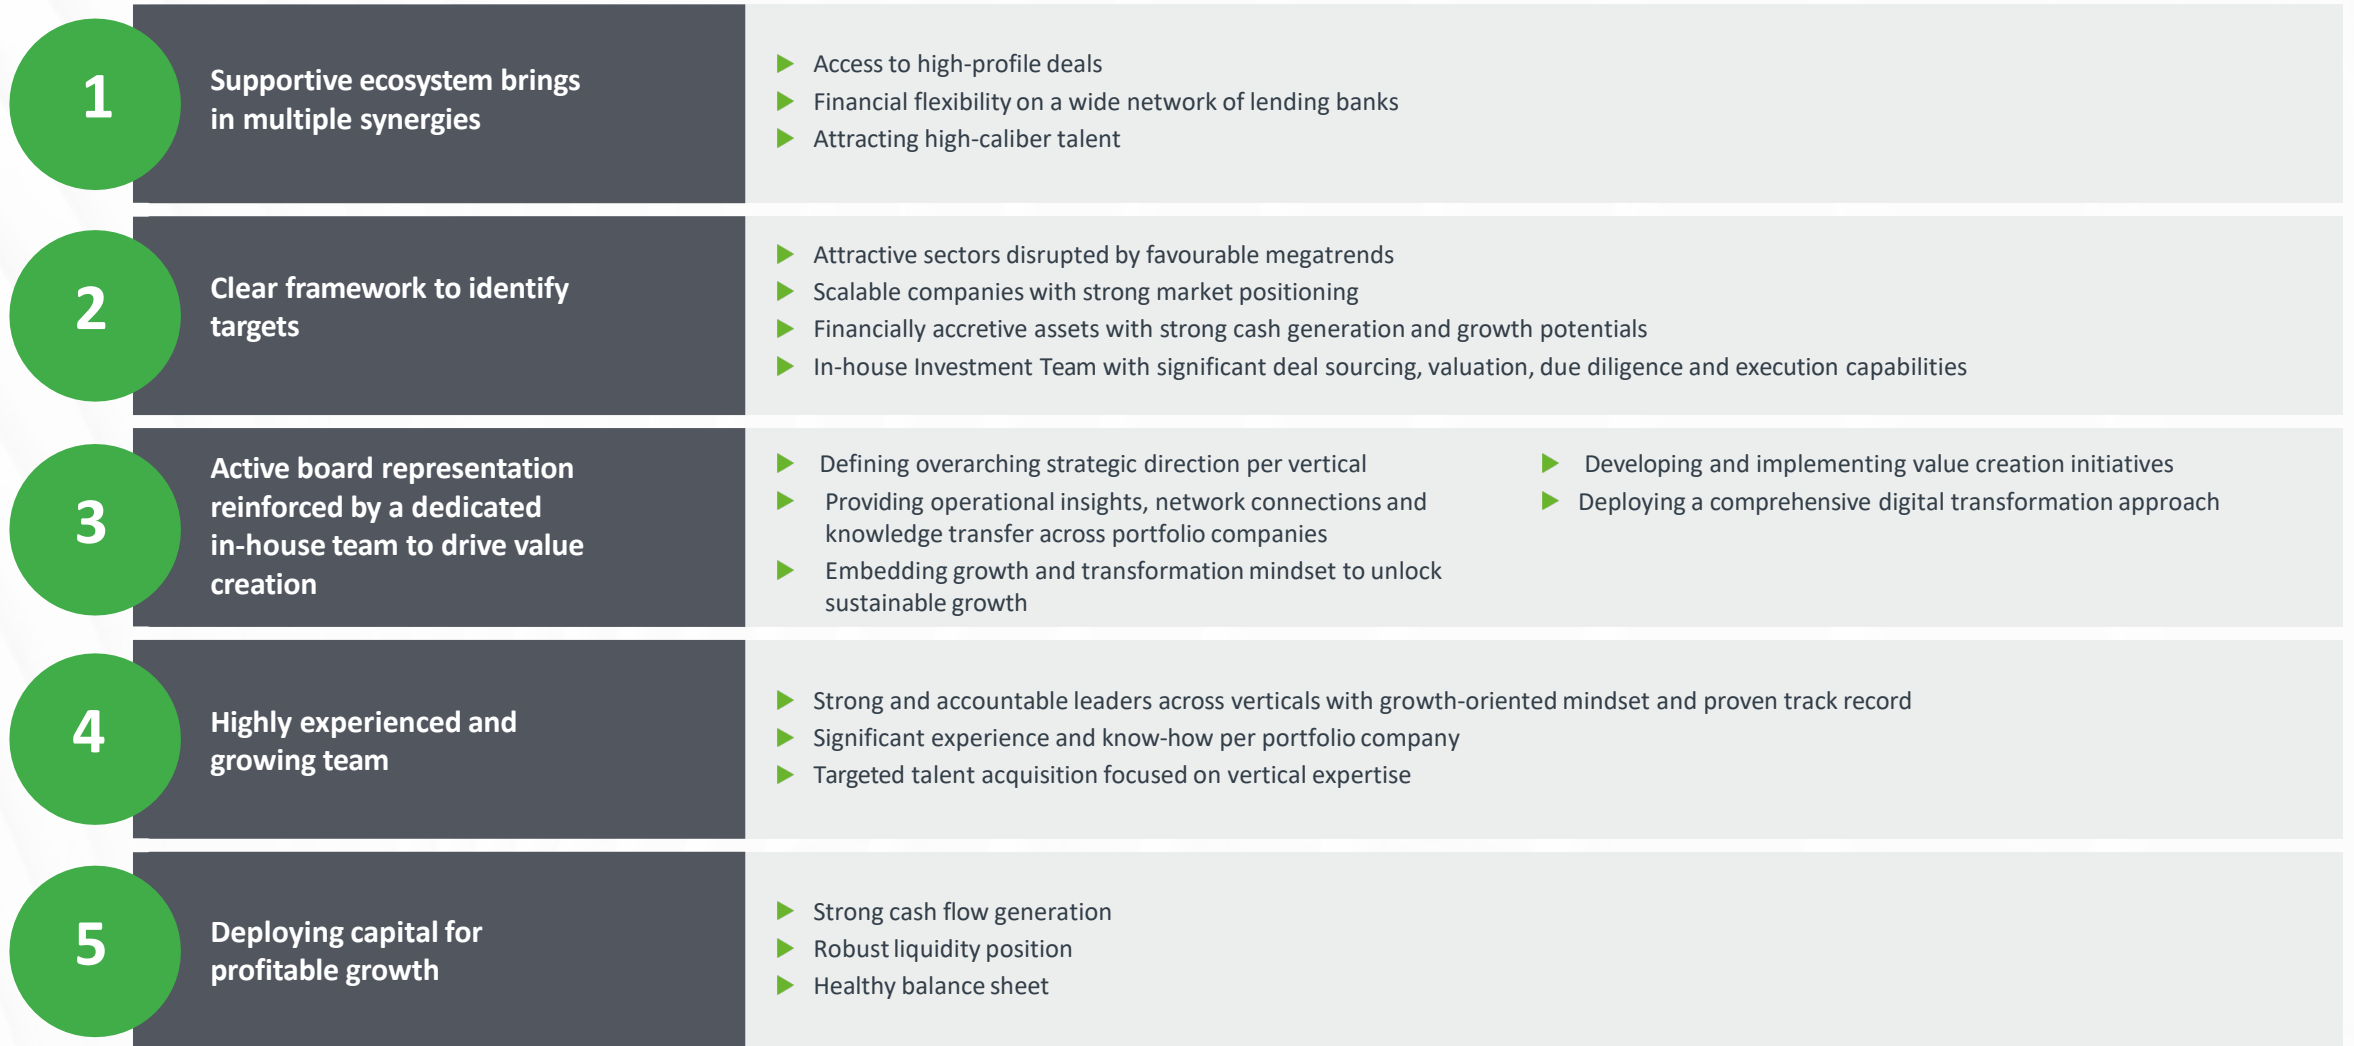 1
Supportive ecosystem brings
in multiple synergies
Access to high-profile deals
Financial flexibility on a wide network of lending banks
Attracting high-caliber talent
2
Clear framework to identify
targets
Attractive sectors disrupted by favourable megatrends
Scalable companies with strong market positioning
Financially accretive assets with strong cash generation and growth potentials
In-house Investment Team with significant deal sourcing, valuation, due diligence and execution capabilities
3
Active board representation
reinforced by a dedicated
in-house team to drive value
creation
Defining overarching strategic direction per vertical
Providing operational insights, network connections and
knowledge transfer across portfolio companies
Embedding growth and transformation mindset to unlock
sustainable growth
Developing and implementing value creation initiatives
Deploying a comprehensive digital transformation approach
4
Highly experienced and
growing team
Strong and accountable leaders across verticals with growth-oriented mindset and proven track record
Significant experience and know-how per portfolio company
Targeted talent acquisition focused on vertical expertise
5
Deploying capital for
profitable growth
Strong cash flow generation
Robust liquidity position
Healthy balance sheet